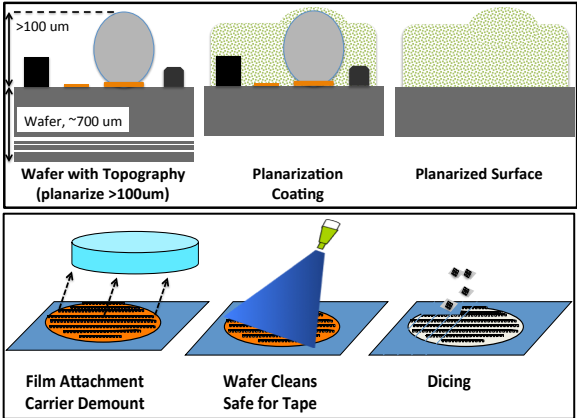 >100 um
Wafer, ~700 um
Wafer with Topography
(planarize >100um)
Planarization
Coating
Planarized Surface
Film Attachment
Carrier Demount
Wafer Cleans
Safe for Tape
Dicing